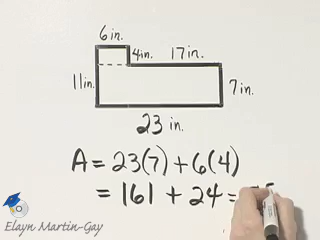 6 in.
4 in. 17 in.
11 in.
7 in.
23 in.
A = 23(7) + 6(4)
= 161 + 24 =
Elayn Martin-Gay